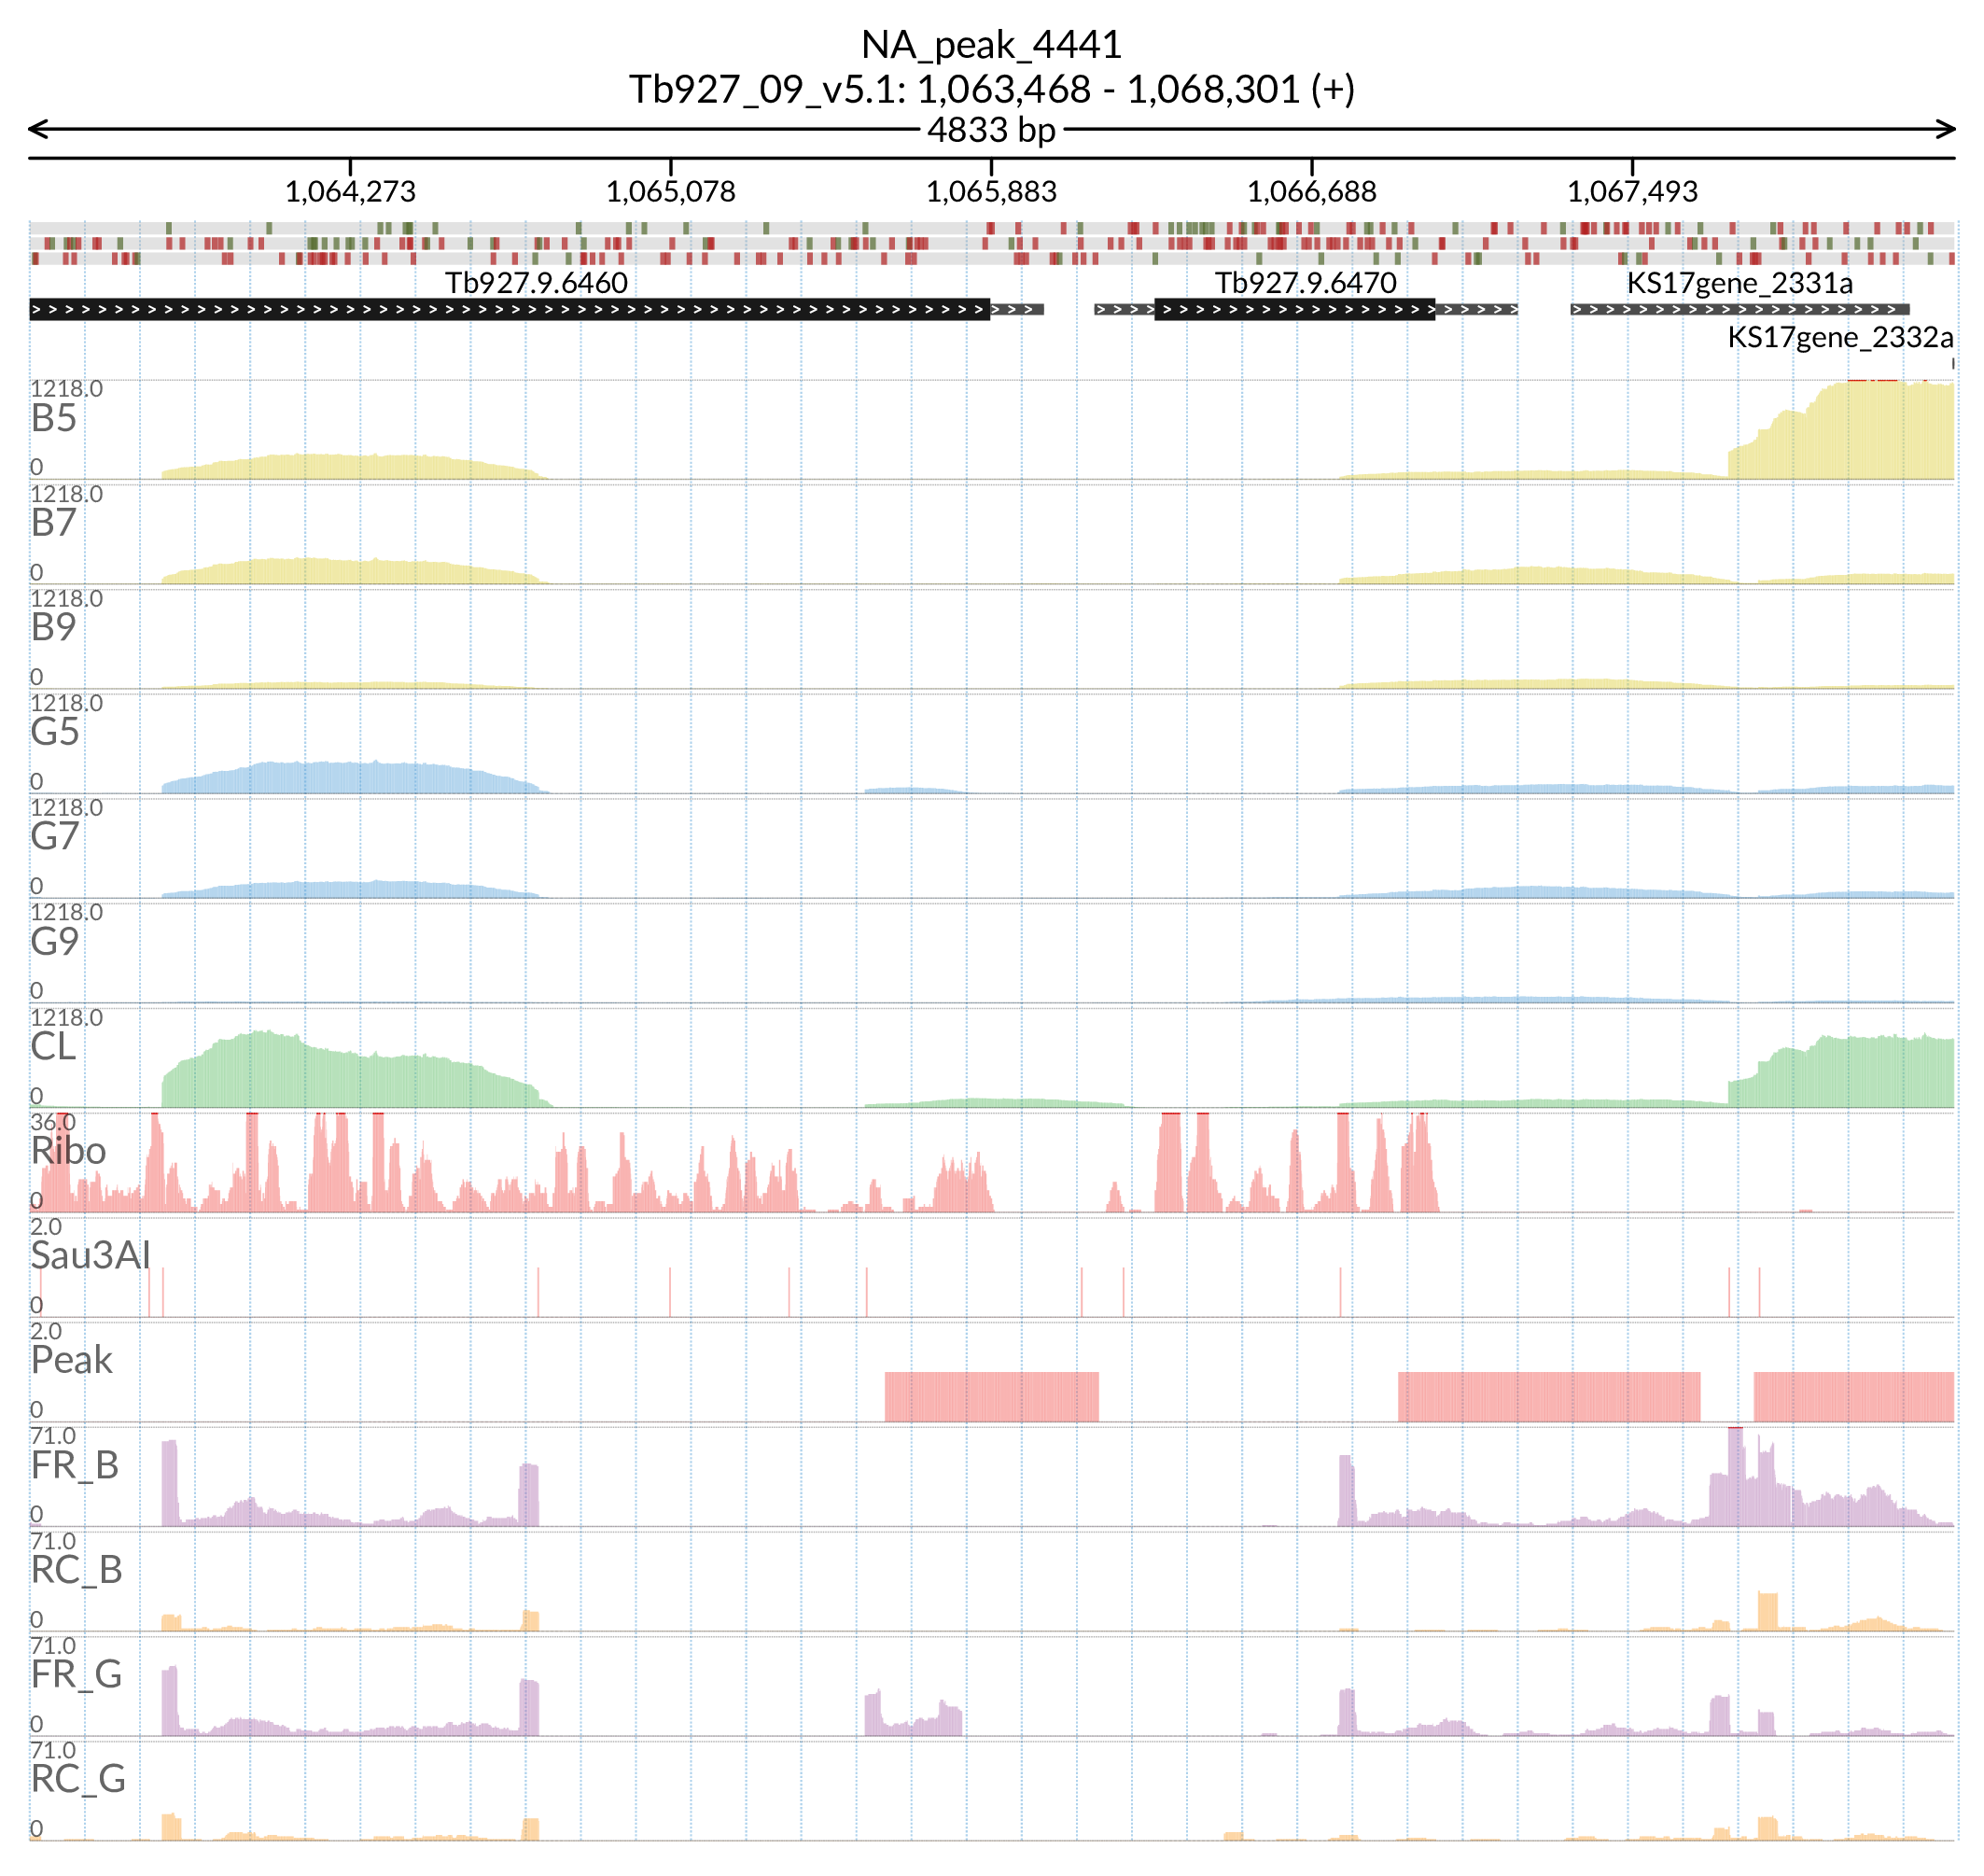 NA_peak_4441
Tb927_09_v5.1: 1,063,468 - 1,068,301 (+)
4833 bp
1,064,273 1,065,078 1,065,883 1,066,688 1,067,493
Tb927.9.6460 Tb927.9.6470 KS17gene_2331a
KS17gene_2332a
1218.0
B5
0
1218.0
B7
0
1218.0
B9
0
1218.0
G5
0
1218.0
G7
0
1218.0
G9
0
1218.0
CL
0
36.0
Ribo
0
2.0
Sau3AI
0
2.0
Peak
0
71.0
FR_B
0
71.0
RC_B
0
71.0
FR_G
0
71.0
RC_G
0